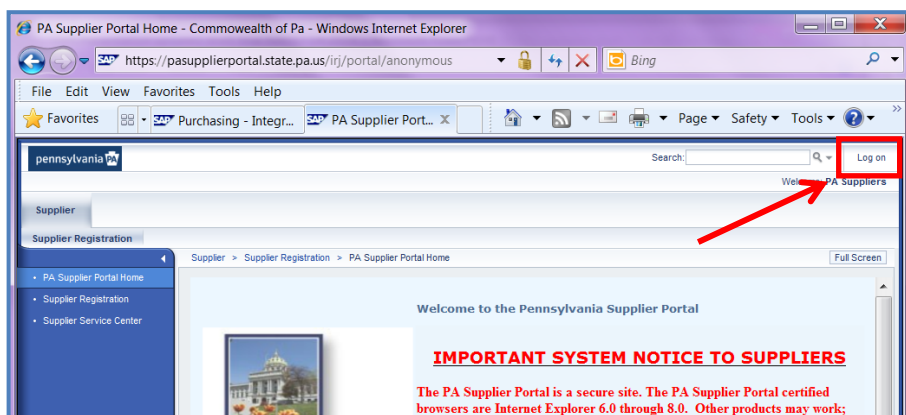 PA Supplier Portal Home - Commonwealth of Pa - Windows Internet Explorer
https://pasupplierportal.state.pa.us/irj/portal/anonymous Bing
File Edit View Favorites Tools Help
Favorites Purchasing - Integr... PA Supplier Port... X Page Safety Tools
pennsylvania PA Search: Log on
PA Suppliers
Supplier
Supplier Registration
Supplier > Supplier Registration > PA Supplier Portal Home Full Screen
• PA Supplier Portal Home
• Supplier Registration
• Supplier Service Center
Welcome to the Pennsylvania Supplier Portal
IMPORTANT SYSTEM NOTICE TO SUPPLIERS
The PA Supplier Portal is a secure site. The PA Supplier Portal certified
browsers are Internet Explorer 6.0 through 8.0. Other products may work;